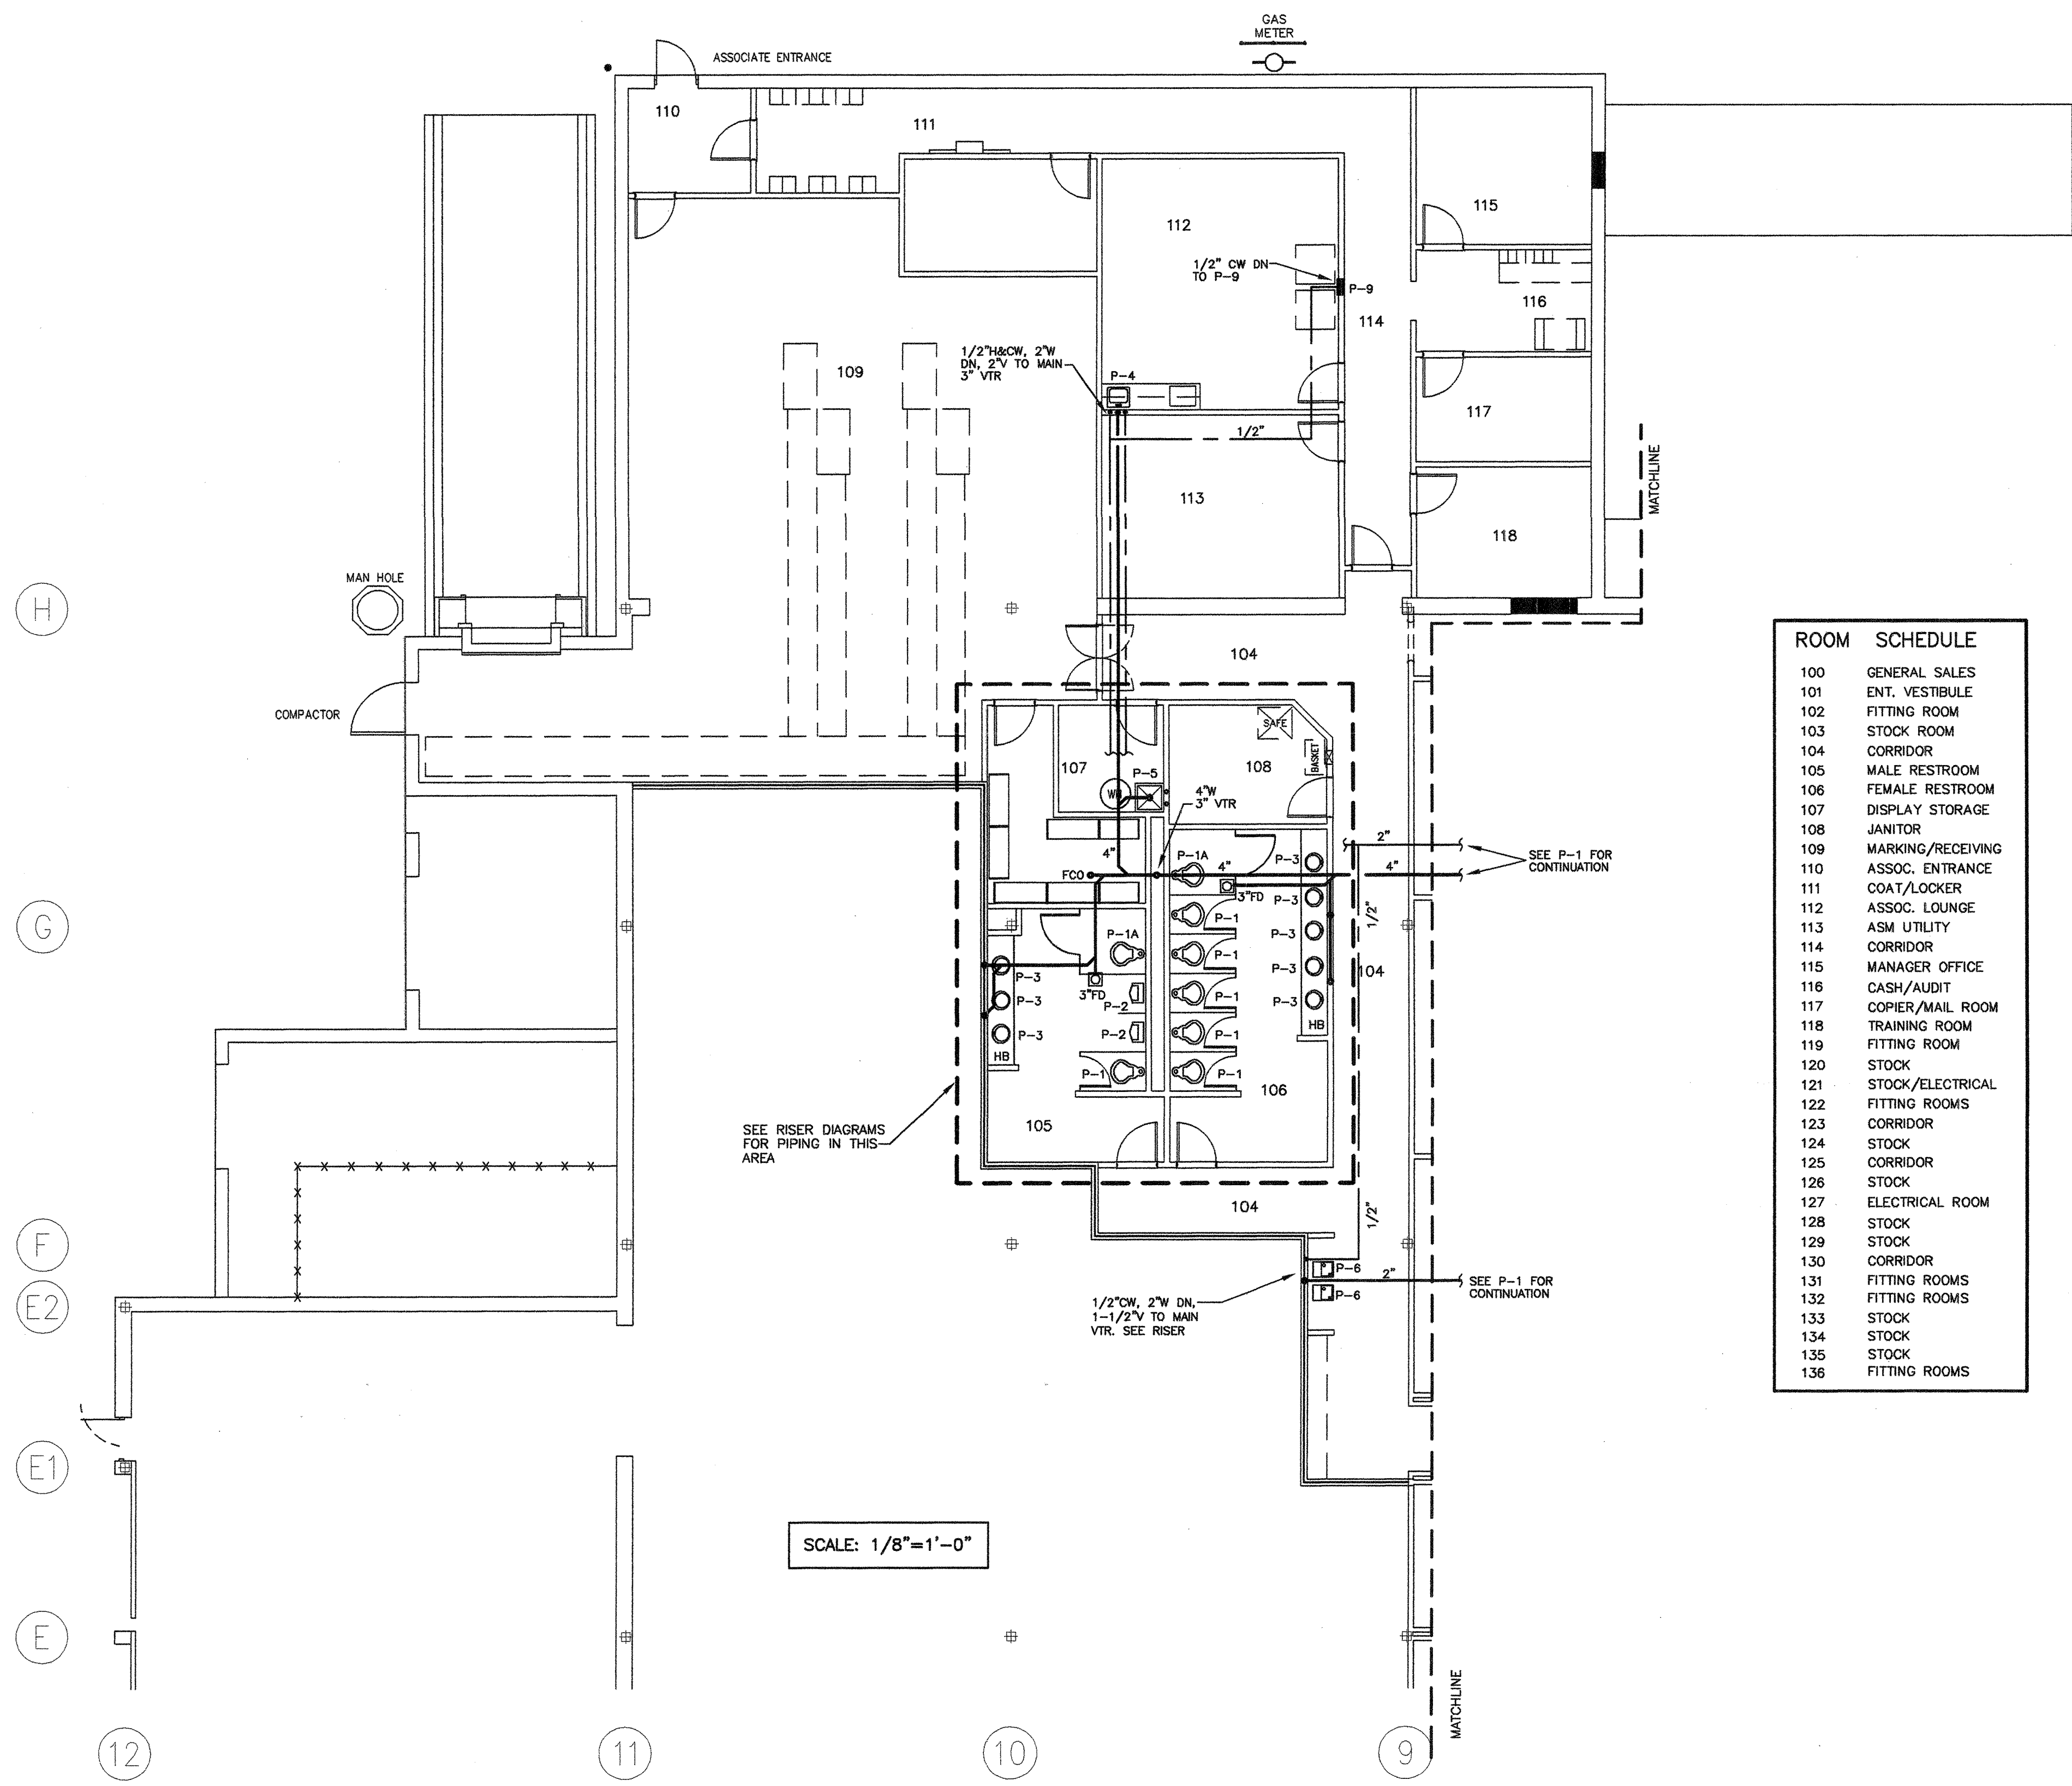 GAS
METER
ASSOCIATE ENTRANCE
110
111
115
112
1/2" CW DN
TO P-9
P-9
116
114
1/2"H&CW, 2"W
DN, 2"V TO MAIN
3" VTR
109
P-4
117
1/2"
MATCHLINE
113
118
MAN HOLE
H
104
COMPACTOR
SAFE
BASKET
107
P-5
108
WH
4"W
3" VTR
2"
4"
P-1A
4"
P-3
SEE P-1 FOR
CONTINUATION
FCO
3"FD
P-3
1/2"
G
P-1
P-3
P-1A
P-1
P-3
104
P-3
3"FD
P-2
P-1
P-3
P-3
P-2
P-1
HB
P-3
HB
P-1
P-1
106
105
SEE RISER DIAGRAMS
FOR PIPING IN THIS
AREA
104
1/2"
F
P-6
2"
SEE P-1 FOR
CONTINUATION
P-6
E2
1/2"CW, 2"W DN,
1-1/2"V TO MAIN
VTR. SEE RISER
E1
SCALE: 1/8"=1'-0"
E
MATCHLINE
12
11
10
9
ROOM SCHEDULE
100 GENERAL SALES
101 ENT. VESTIBULE
102 FITTING ROOM
103 STOCK ROOM
104 CORRIDOR
105 MALE RESTROOM
106 FEMALE RESTROOM
107 DISPLAY STORAGE
108 JANITOR
109 MARKING/RECEIVING
110 ASSOC. ENTRANCE
111 COAT/LOCKER
112 ASSOC. LOUNGE
113 ASM UTILITY
114 CORRIDOR
115 MANAGER OFFICE
116 CASH/AUDIT
117 COPIER/MAIL ROOM
118 TRAINING ROOM
119 FITTING ROOM
120 STOCK
121 STOCK/ELECTRICAL
122 FITTING ROOMS
123 CORRIDOR
124 STOCK
125 CORRIDOR
126 STOCK
127 ELECTRICAL ROOM
128 STOCK
129 STOCK
130 CORRIDOR
131 FITTING ROOMS
132 FITTING ROOMS
133 STOCK
134 STOCK
135 STOCK
136 FITTING ROOMS